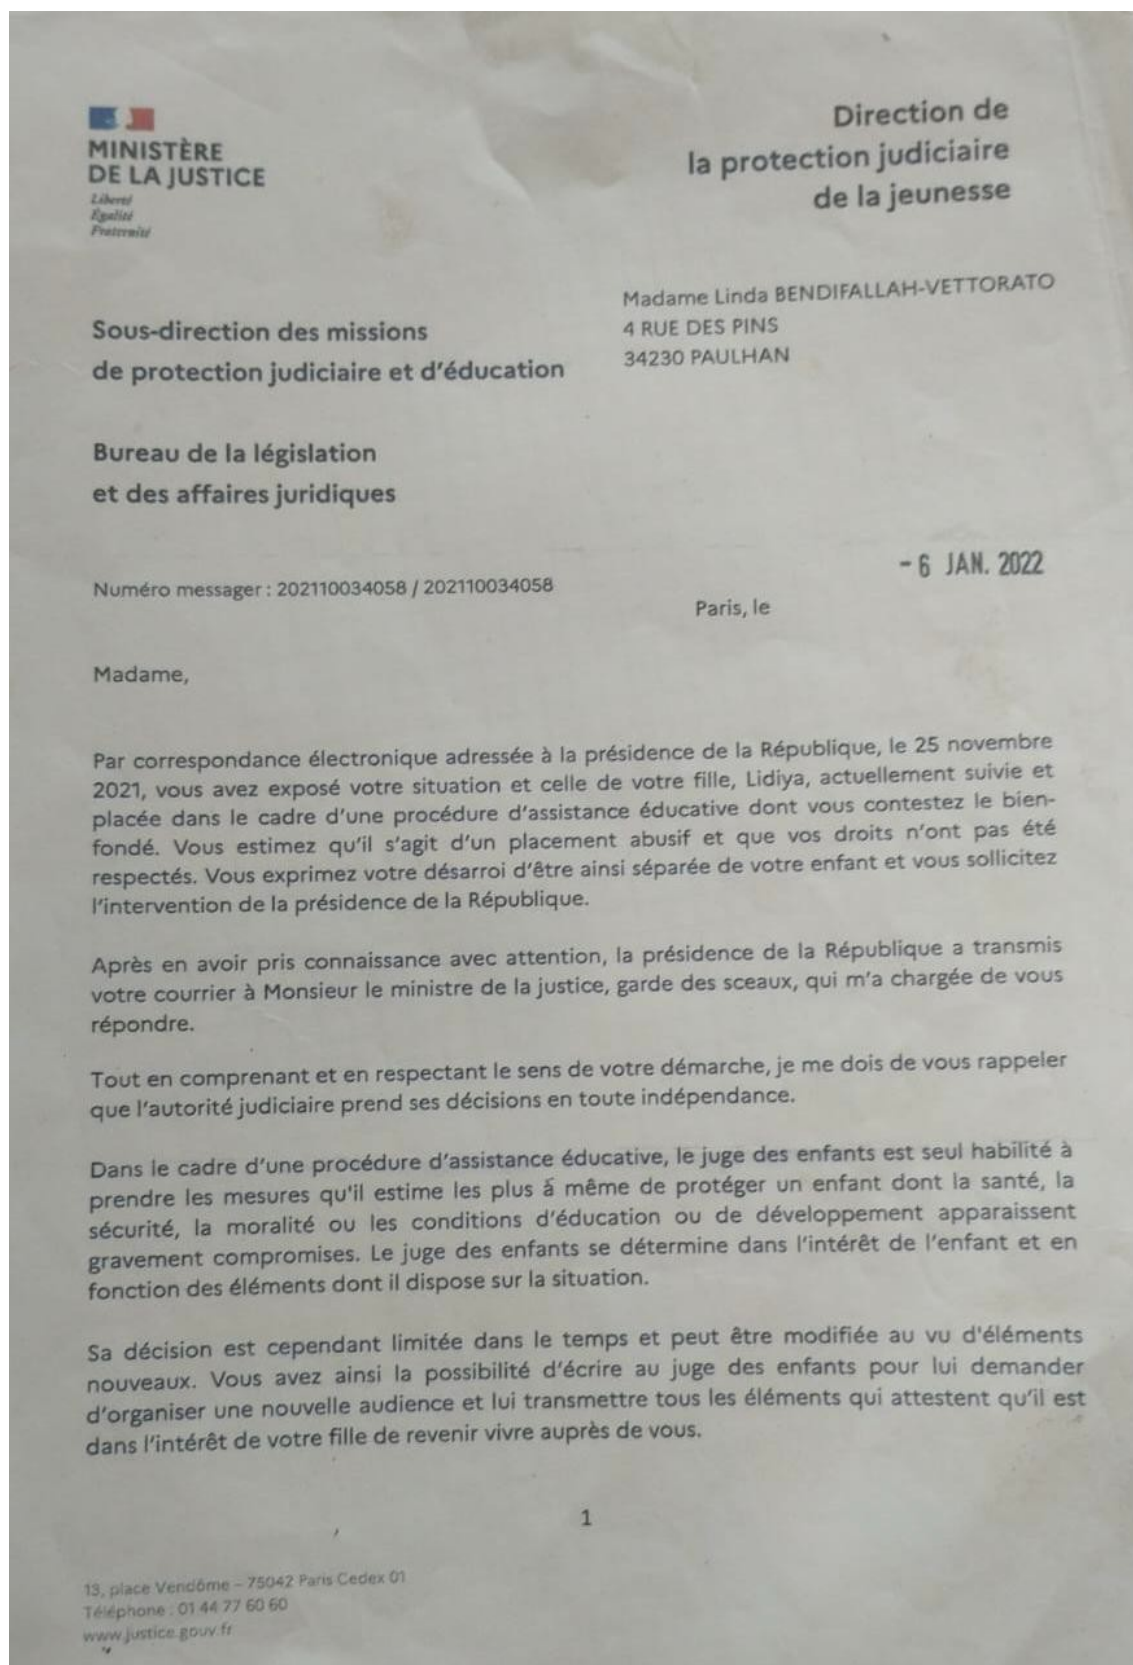 MINISTÈRE
DE LA JUSTICE
Liberté
Égalité
Fraternité
Direction de
la protection judiciaire
de la jeunesse
Madame Linda BENDIFALLAH-VETTORATO
4 RUE DES PINS
34230 PAULHAN
Sous-direction des missions
de protection judiciaire et d'éducation
Bureau de la législation
et des affaires juridiques
- 6 JAN. 2022
Numéro messager : 202110034058 / 202110034058
Paris, le
Madame,
Par correspondance électronique adressée à la présidence de la République, le 25 novembre
2021, vous avez exposé votre situation et celle de votre fille, Lidiya, actuellement suivie et
placée dans le cadre d'une procédure d'assistance éducative dont vous contestez le bien-
fondé. Vous estimez qu'il s'agit d'un placement abusif et que vos droits n'ont pas été
respectés. Vous exprimez votre désarroi d'être ainsi séparée de votre enfant et vous sollicitez
l'intervention de la présidence de la République.
Après en avoir pris connaissance avec attention, la présidence de la République a transmis
votre courrier à Monsieur le ministre de la justice, garde des sceaux, qui m'a chargée de vous
répondre.
Tout en comprenant et en respectant le sens de votre démarche, je me dois de vous rappeler
que l'autorité judiciaire prend ses décisions en toute indépendance.
Dans le cadre d'une procédure d'assistance éducative, le juge des enfants est seul habilité à
prendre les mesures qu'il estime les plus à même de protéger un enfant dont la santé, la
sécurité, la moralité ou les conditions d'éducation ou de développement apparaissent
gravement compromises. Le juge des enfants se détermine dans l'intérêt de l'enfant et en
fonction des éléments dont il dispose sur la situation.
Sa décision est cependant limitée dans le temps et peut être modifiée au vu d'éléments
nouveaux. Vous avez ainsi la possibilité d'écrire au juge des enfants pour lui demander
d'organiser une nouvelle audience et lui transmettre tous les éléments qui attestent qu'il est
dans l'intérêt de votre fille de revenir vivre auprès de vous.
1
13, place Vendôme – 75042 Paris Cedex 01
Téléphone : 01 44 77 60 60
www.justice.gouv.fr